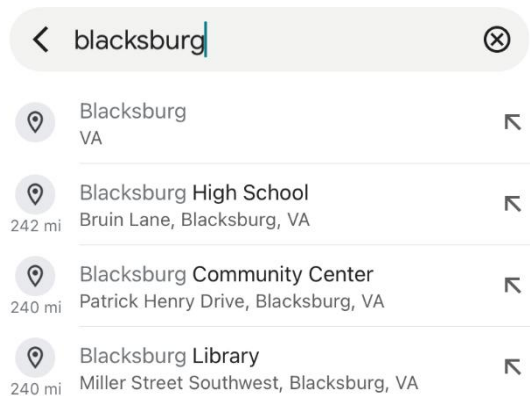 blacksburg
Blacksburg
VA
Blacksburg High School
242 mi
Bruin Lane, Blacksburg, VA
Blacksburg Community Center
240 mi
Patrick Henry Drive, Blacksburg, VA
Blacksburg Library
240 mi
Miller Street Southwest, Blacksburg, VA